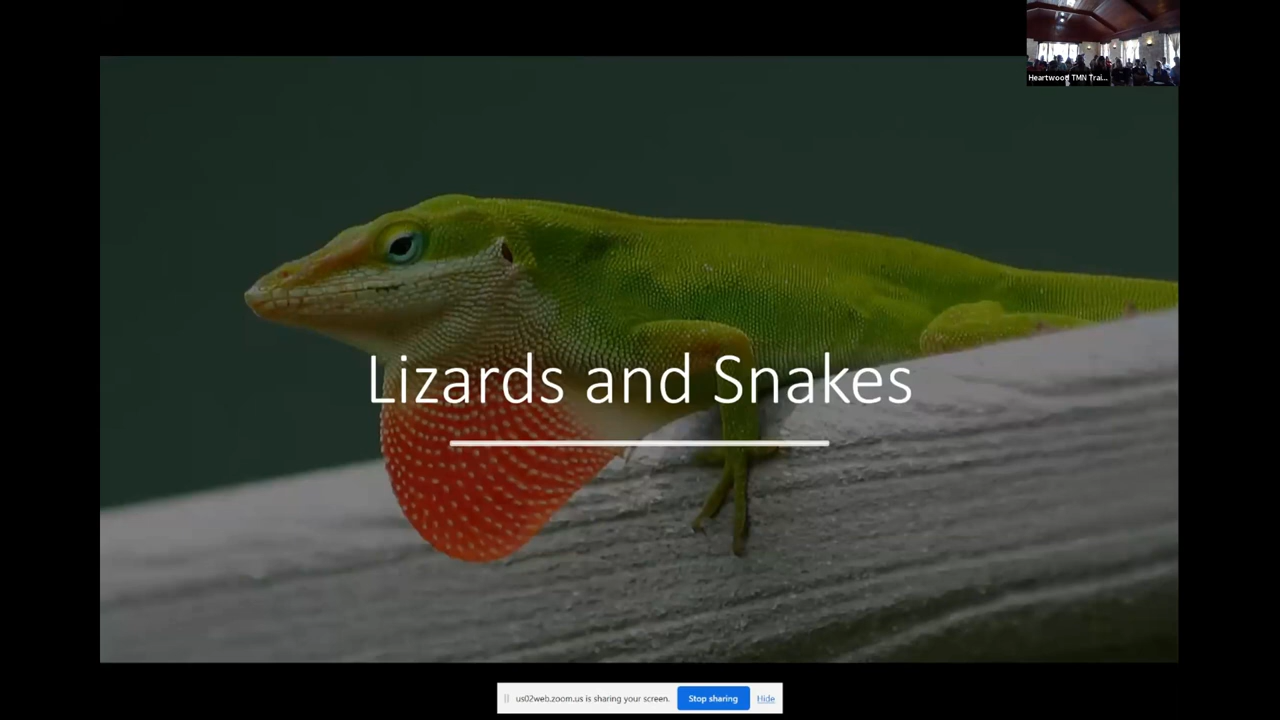 Heartwood TMN Trai...
Lizards and Snakes
us02web.zoom.us is sharing your screen.
Stop sharing
Hide